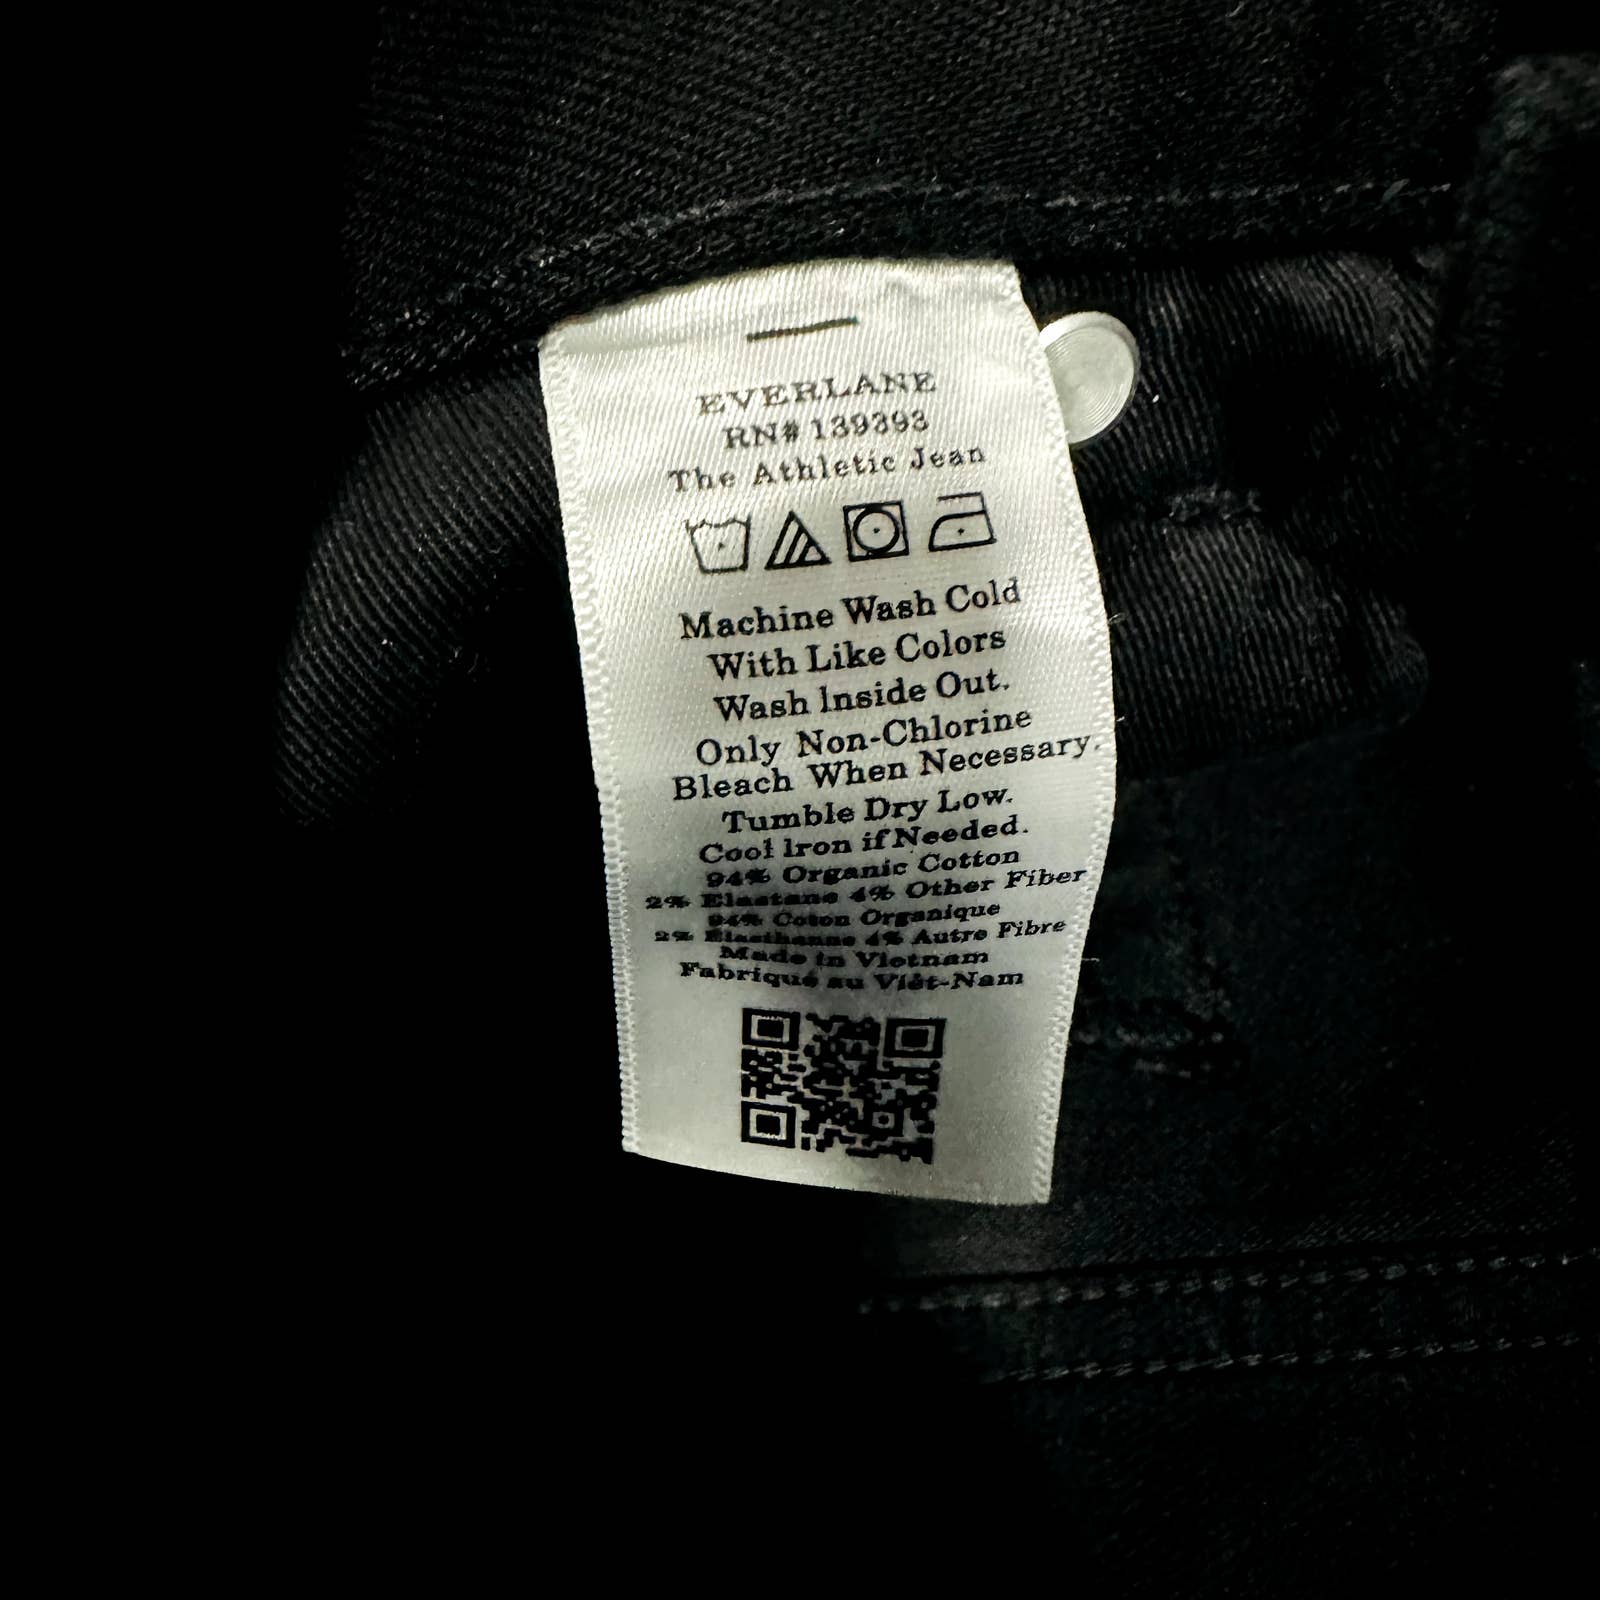 EVERLANE
RN# 139393
The Athletic Jean
Machine Wash Cold
With Like Colors
Wash Inside Out.
Only Non-Chlorine
Bleach When Necessary.
Tumble Dry Low.
Cool Iron if Needed.
94% Organic Cotton
2% Elastane 4% Other Fiber
94% Coton Organique
2% Elasthanne 4% Autre Fibre
Made in Vietnam
Fabriqué au Viêt-Nam